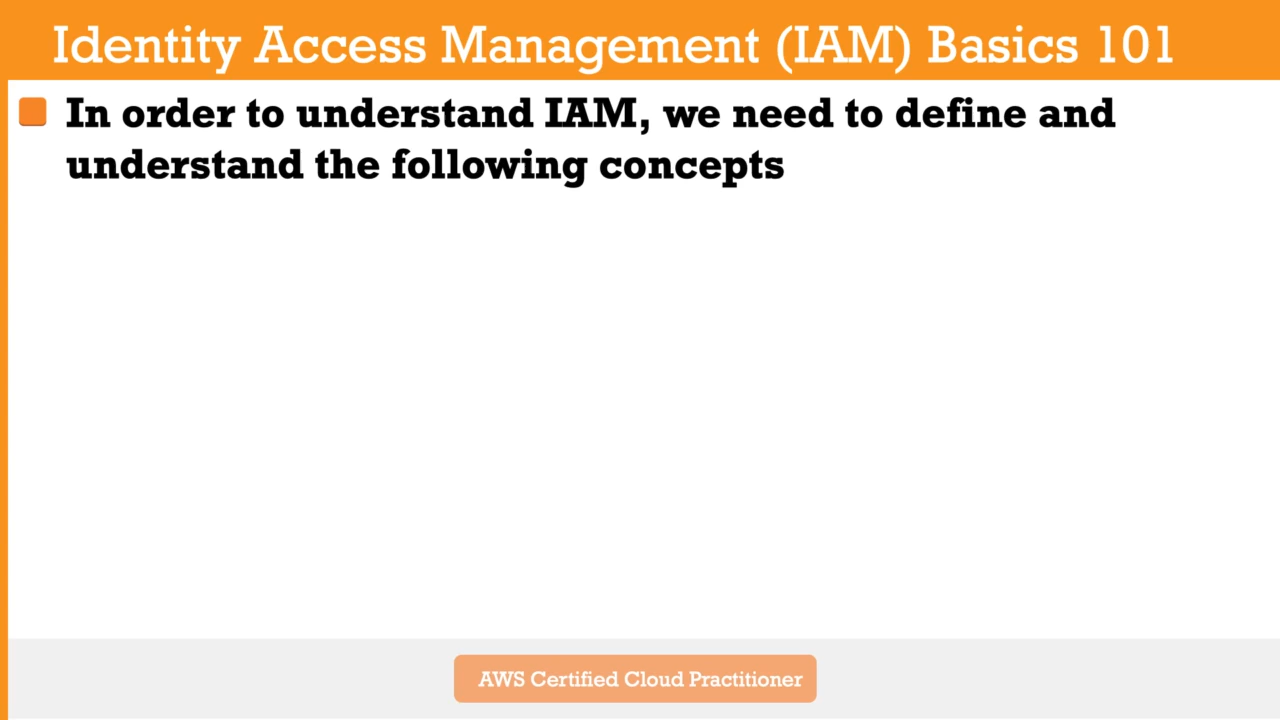 Identity Access Management (IAM) Basics 101
In order to understand IAM, we need to define and
understand the following concepts
AWS Certified Cloud Practitioner